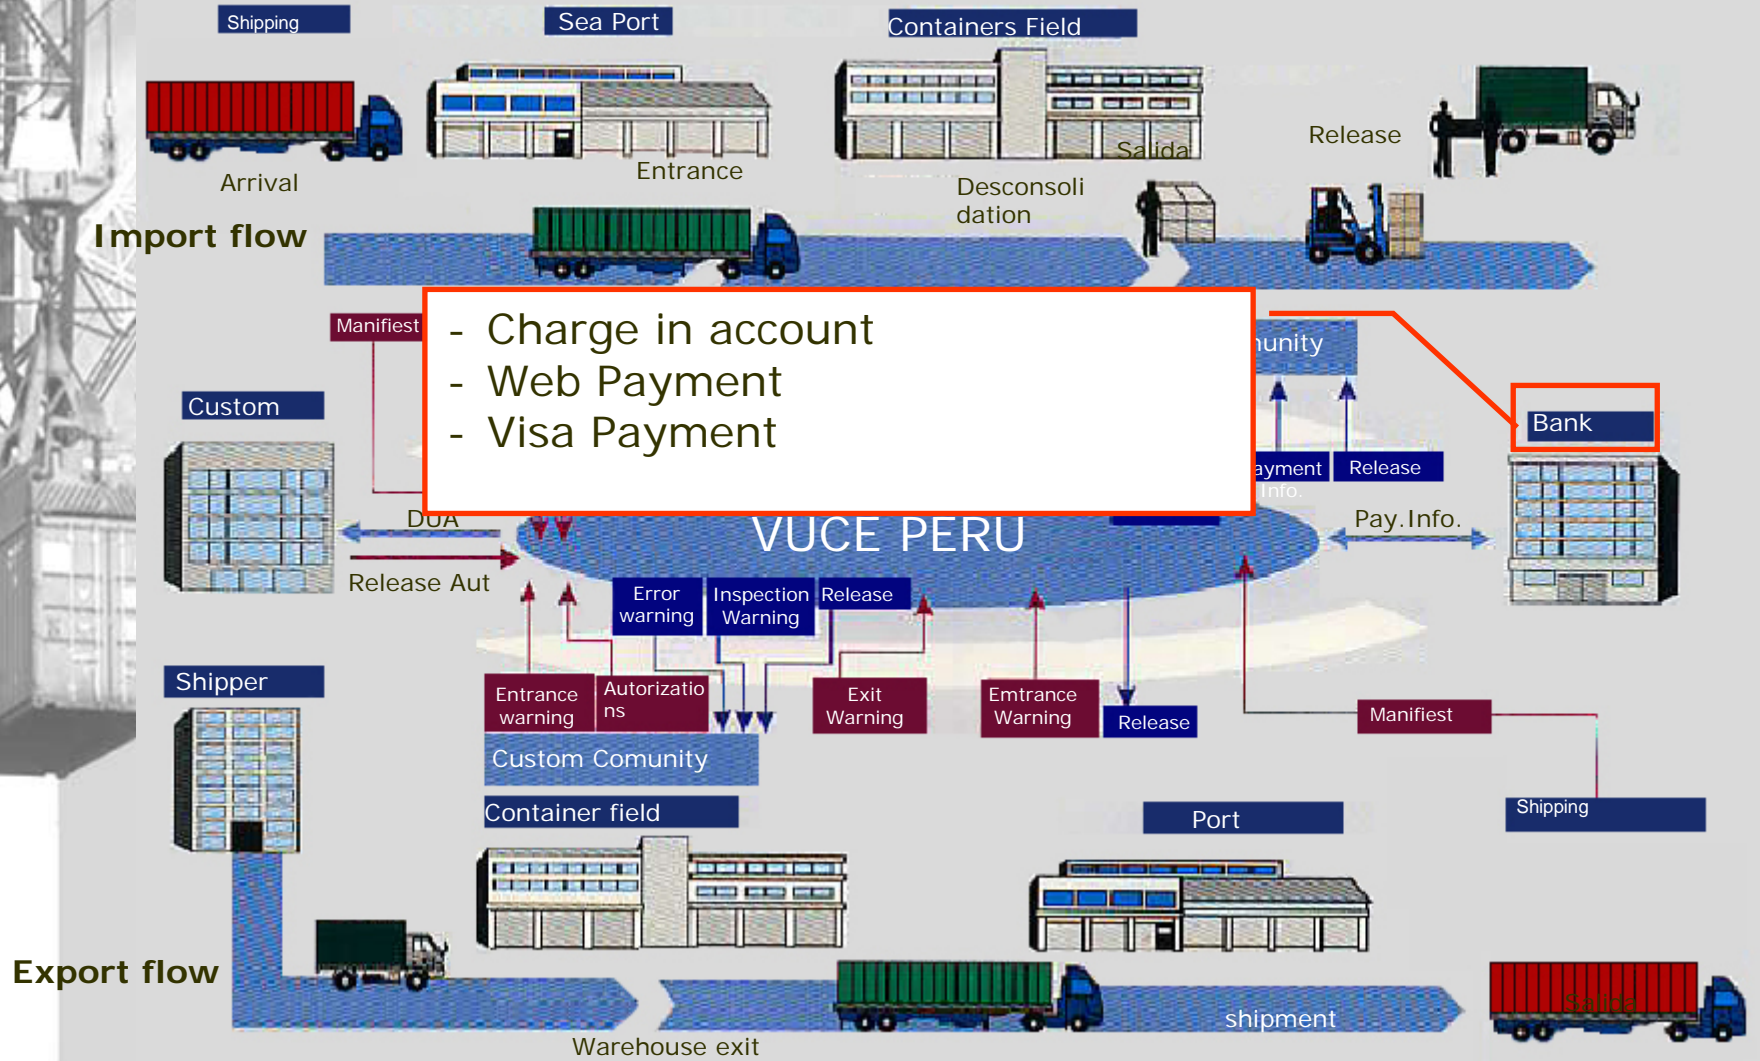 Shipping
Sea Port
Containers Field
Release
Salida
Entrance
Arrival
Desconsoli
dation
Import flow
Manifiest
- Charge in account
- Web Payment
- Visa Payment
Custom
Bank
Release
Info.
DUA
VUCE PERU
Pay.Info.
Release Aut
Error
warning
Inspection
Warning
Release
Shipper
Entrance
warning
Autorizatio
ns
Exit
Warning
Emtrance
Warning
Release
Manifiest
Custom Comunity
Container field
Port
Shipping
Export flow
Salida
shipment
Warehouse exit